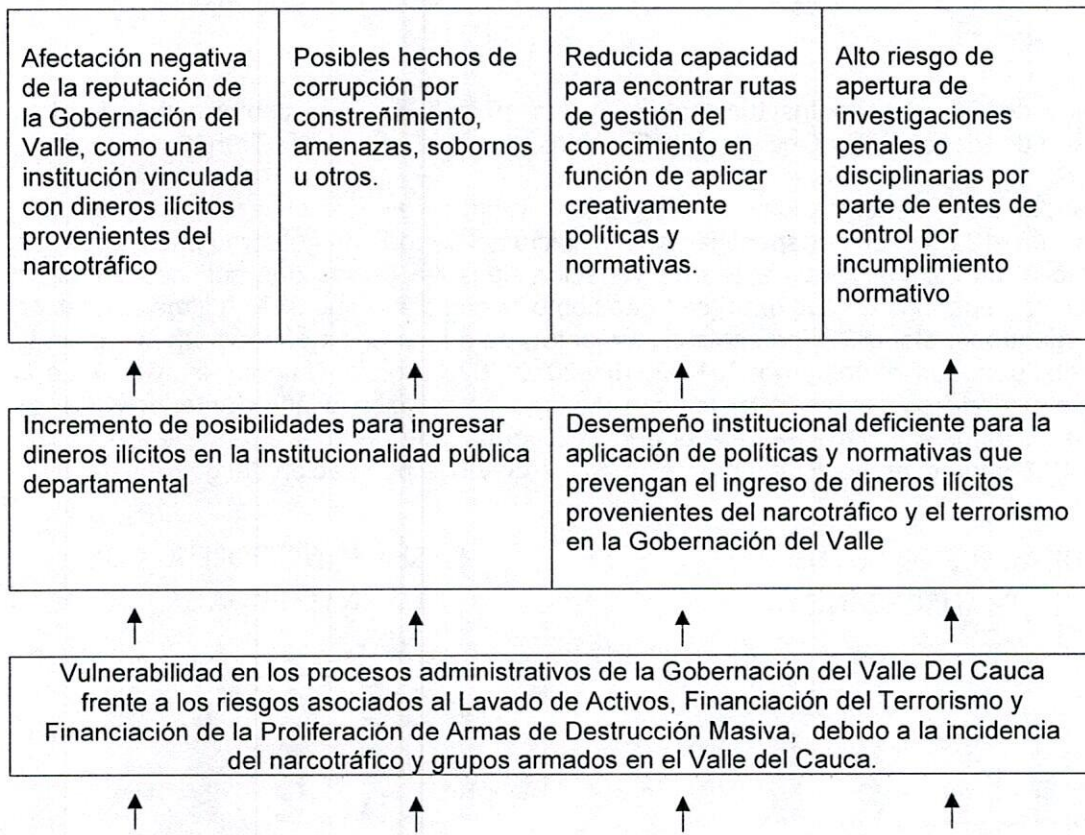 Afectación negativa
de la reputación de
la Gobernación del
Valle, como una
institución vinculada
con dineros ilícitos
provenientes del
narcotráfico
Posibles hechos de
corrupción por
constreñimiento,
amenazas, sobornos
u otros.
Reducida capacidad
para encontrar rutas
de gestión del
conocimiento en
función de aplicar
creativamente
políticas y
normativas.
Alto riesgo de
apertura de
investigaciones
penales o
disciplinarias por
parte de entes de
control por
incumplimiento
normativo
Incremento de posibilidades para ingresar
dineros ilícitos en la institucionalidad pública
departamental
Desempeño institucional deficiente para la
aplicación de políticas y normativas que
prevengan el ingreso de dineros ilícitos
provenientes del narcotráfico y el terrorismo
en la Gobernación del Valle
Vulnerabilidad en los procesos administrativos de la Gobernación del Valle Del Cauca
frente a los riesgos asociados al Lavado de Activos, Financiación del Terrorismo y
Financiación de la Proliferación de Armas de Destrucción Masiva, debido a la incidencia
del narcotráfico y grupos armados en el Valle del Cauca.